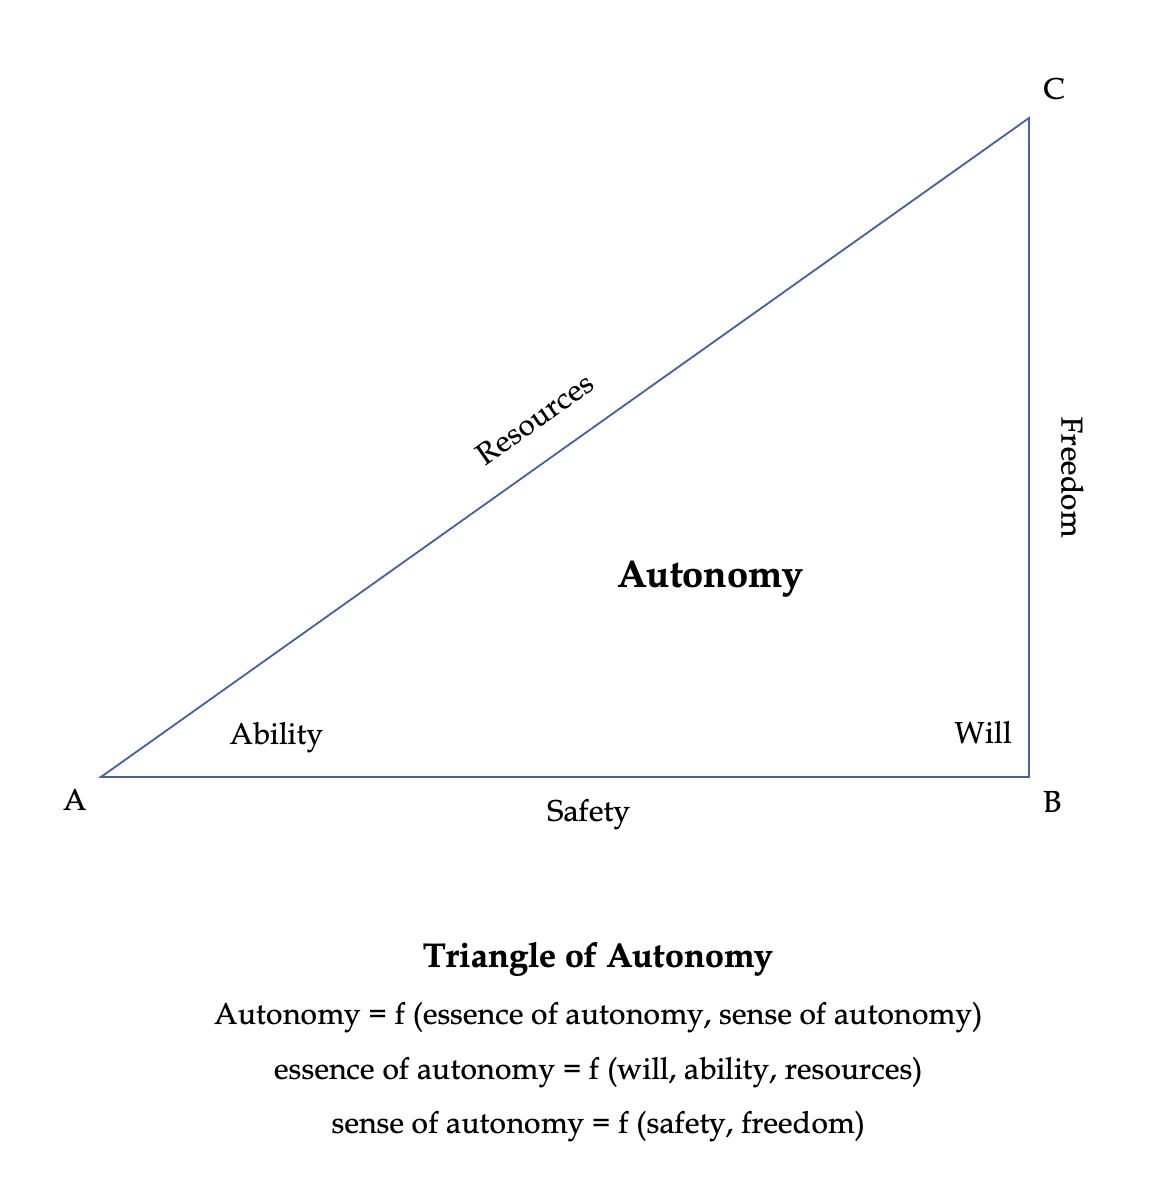 C
Resources
Freedom
Autonomy
Ability
Will
A
B
Safety
Triangle of Autonomy
Autonomy = f (essence of autonomy, sense of autonomy)
essence of autonomy = f (will, ability, resources)
sense of autonomy = f (safety, freedom)